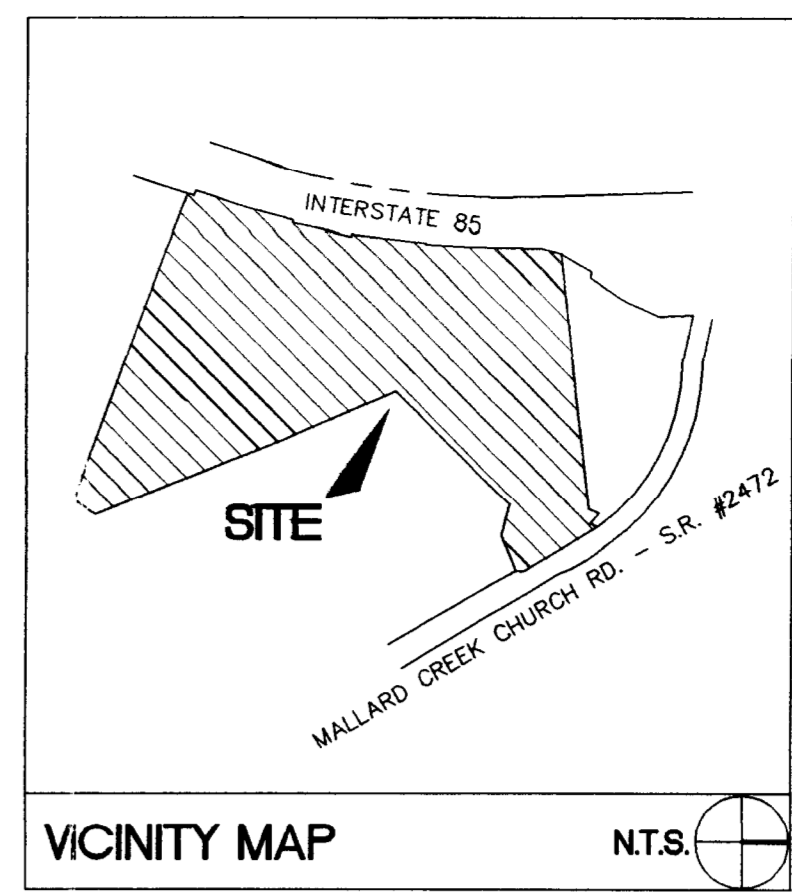 INTERSTATE 85
SITE
MALLARD CREEK CHURCH RD. - S.R. #2472
VICINITY MAP
N.T.S.